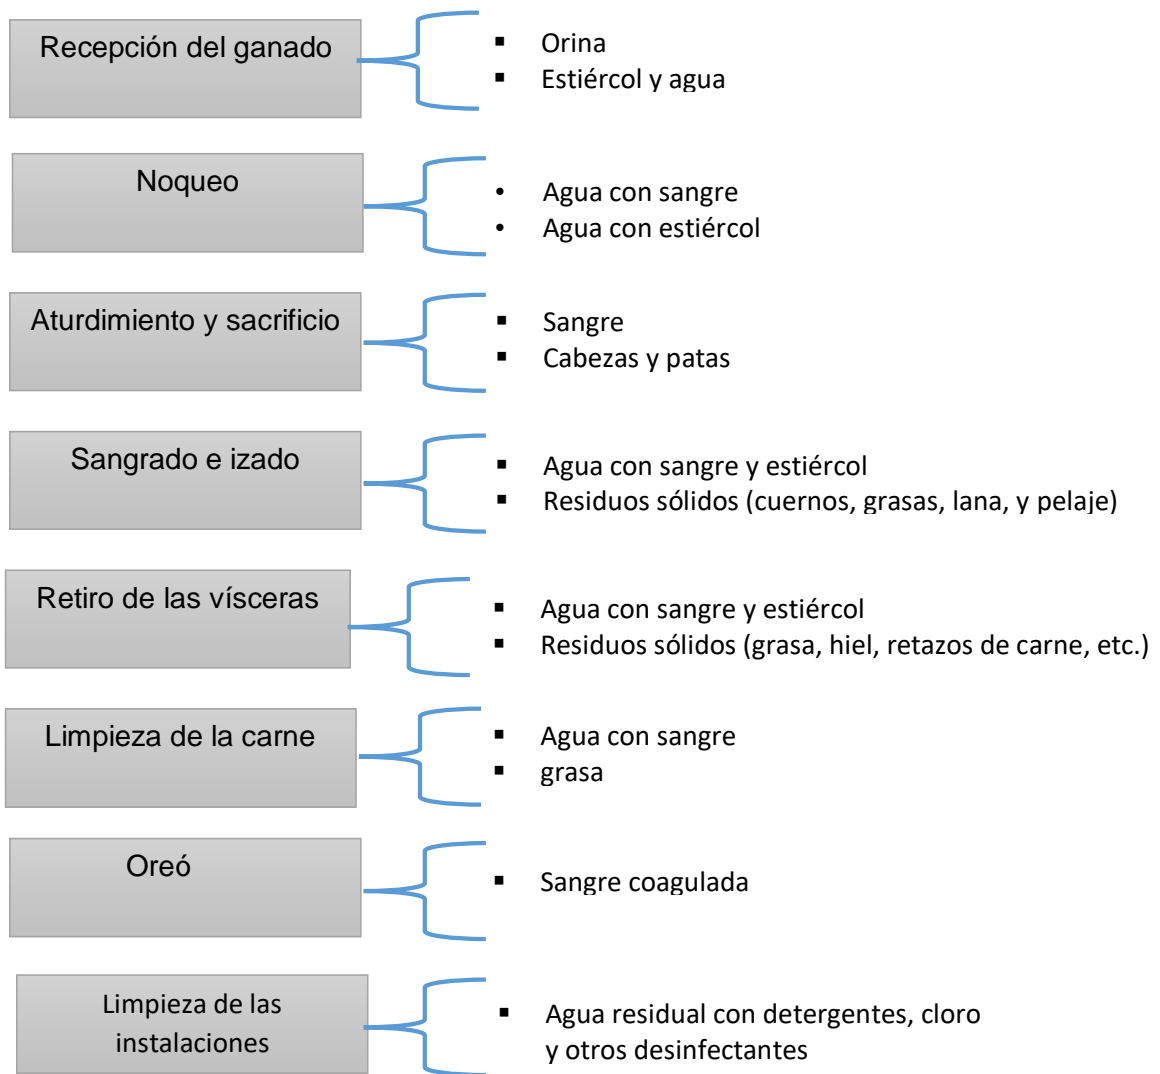 Recepción del ganado
▪ Orina
▪ Estiércol y agua
Noqueo
• Agua con sangre
• Agua con estiércol
Aturdimiento y sacrificio
▪ Sangre
▪ Cabezas y patas
Sangrado e izado
▪ Agua con sangre y estiércol
▪ Residuos sólidos (cuernos, grasas, lana, y pelaje)
Retiro de las vísceras
▪ Agua con sangre y estiércol
▪ Residuos sólidos (grasa, hiel, retazos de carne, etc.)
Limpieza de la carne
▪ Agua con sangre
▪ grasa
Oreó
▪ Sangre coagulada
Limpieza de las
instalaciones
▪ Agua residual con detergentes, cloro
y otros desinfectantes